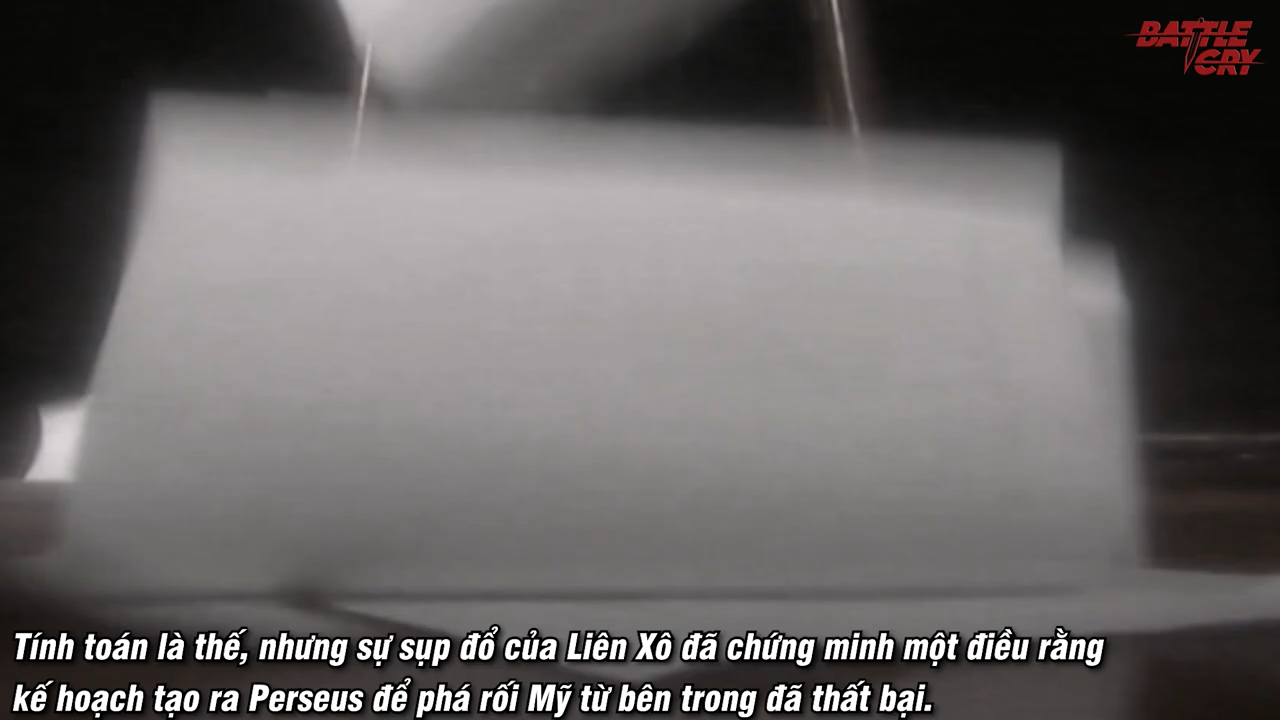 BATTLE
CRY
Tính toán là thế, nhưng sự sụp đổ của Liên Xô đã chứng minh một điều rằng
kế hoạch tạo ra Perseus để phá rối Mỹ từ bên trong đã thất bại.